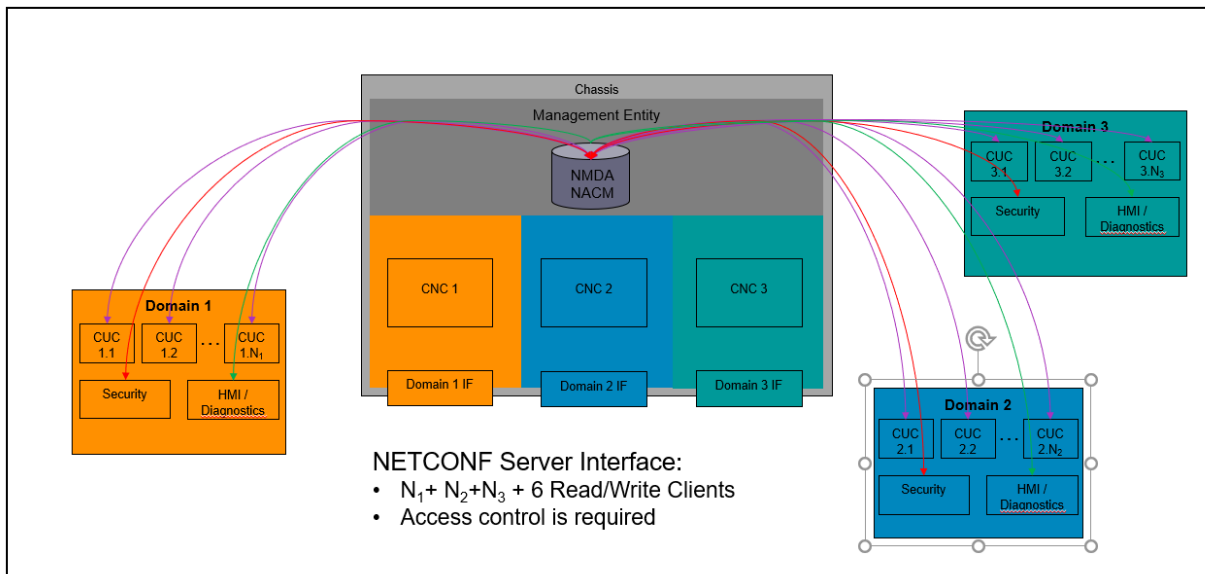 Chassis
Management Entity
NMDA
NACM
CNC 1
CNC 2
CNC 3
Domain 1 IF
Domain 2 IF
Domain 3 IF
Domain 1
CUC 1.1
CUC 1.2
...
CUC 1.N₁
Security
HMI / Diagnostics
Domain 3
CUC 3.1
CUC 3.2
...
CUC 3.N₃
Security
HMI / Diagnostics
Domain 2
CUC 2.1
CUC 2.2
...
CUC 2.N₂
Security
HMI / Diagnostics
NETCONF Server Interface:
• N₁+ N₂+N₃ + 6 Read/Write Clients
• Access control is required